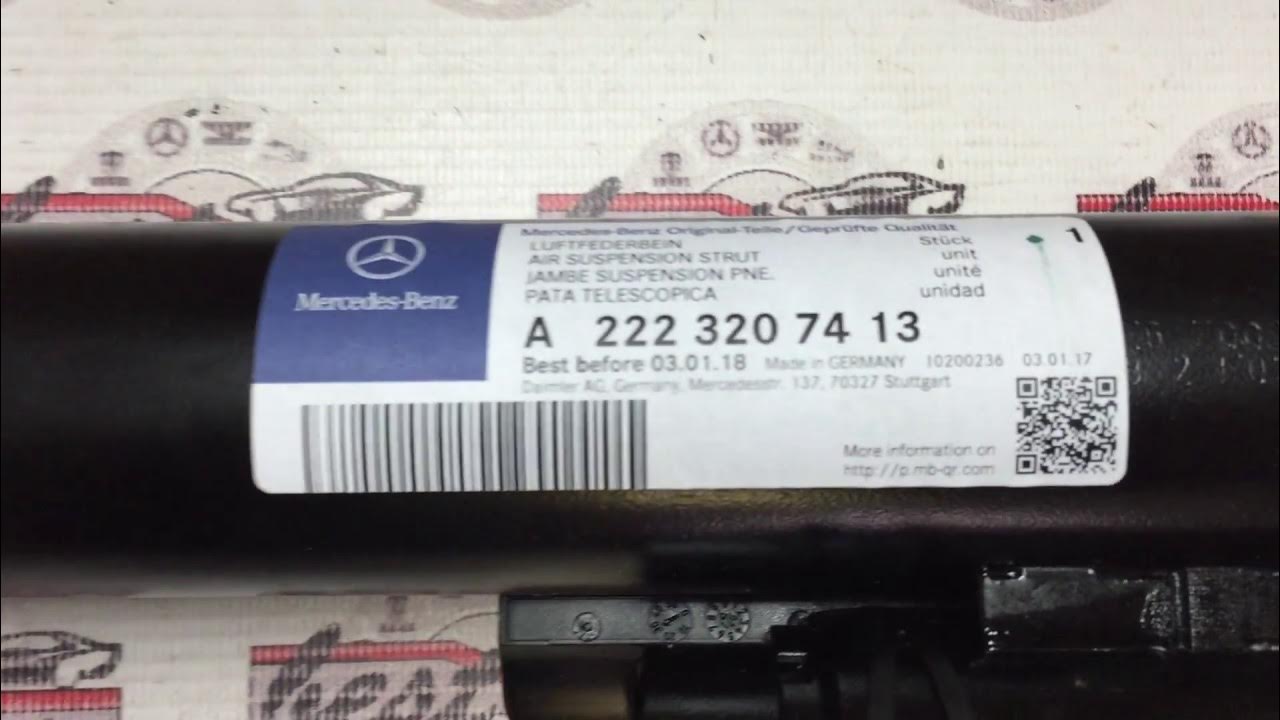 Mercedes-Benz
Mercedes-Benz Original-Teile/Geprüfte Qualität
LUFTFEDERBEIN Stück 1
AIR SUSPENSION STRUT unit
JAMBE SUSPENSION PNE. unité
PATA TELESCOPICA unidad
A 222 320 74 13
Best before 03.01.18 Made in GERMANY 10200236 03.01.17
Daimler AG, Germany, Mercedesstr. 137, 70327 Stuttgart
More information on
http://p.mb-qr.com